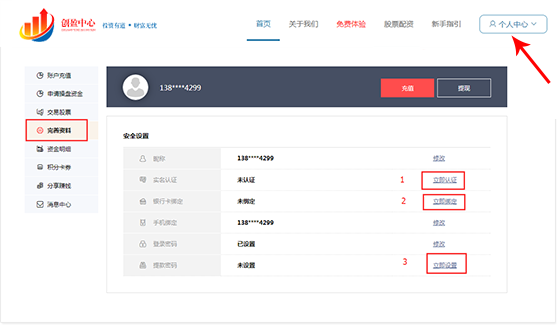 创盈中心
投资有道 • 财富无忧
首页
关于我们
免费体验
股票配资
新手指引
个人中心
账户充值
申请操盘资金
交易股票
完善资料
资金明细
积分卡券
分享赚钱
消息中心
138****4299
充值
提现
安全设置
昵称 138****4299 修改
实名认证 未认证 1 立即认证
银行卡绑定 未绑定 2 立即绑定
手机绑定 138****4299 修改
登录密码 已设置 修改
提款密码 未设置 3 立即设置